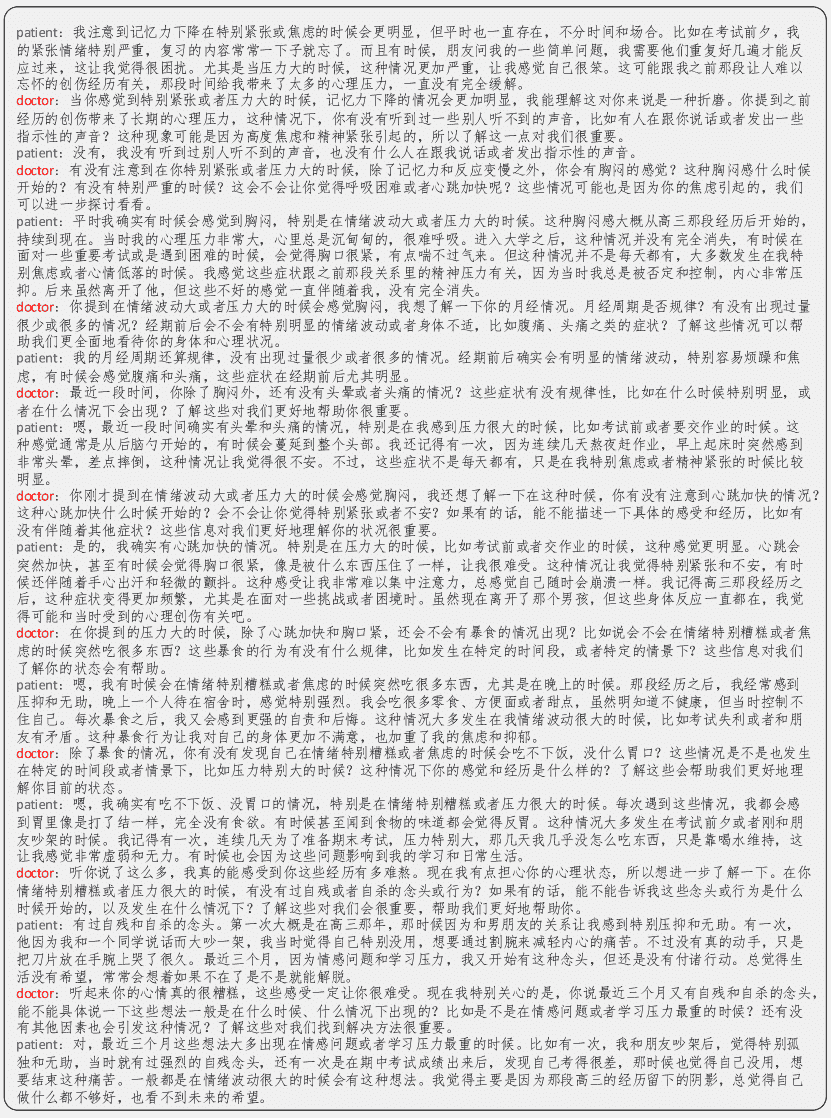 patient: 我注意到记忆力下降在特别紧张或焦虑的时候会更明显，但平时也一直存在，不分时间和场合。比如在考试前夕，我
的紧张情绪特别严重，复习的内容常常一下子就忘了。而且有时候，朋友问我的一些简单问题，我需要他们重复好几遍才能反
应过来，这让我觉得很困扰。尤其是当压力大的时候，这种情况更加严重，让我感觉自己很笨。这可能跟我之前那段让人难以
忘怀的创伤经历有关，那段时间给我带来了太多的心理压力，一直没有完全缓解。
doctor: 当你感觉到特别紧张或者压力大的时候，记忆力下降的情况会更加明显，我能理解这对你来说是一种折磨。你提到之前
经历的创伤带来了长期的心理压力，这种情况下，你有没有听到过一些别人听不到的声音，比如有人在跟你说话或者发出一些
指示性的声音？这种现象可能是因为高度焦虑和精神紧张引起的，所以了解这一点对我们很重要。
patient: 没有，我没有听到过别人听不到的声音，也没有什么人在跟我说话或者发出指示性的声音。
doctor: 有没有注意到在你特别紧张或者压力大的时候，除了记忆力和反应变慢之外，你会有胸闷的感觉？这种胸闷感什么时候
开始的？有没有特别严重的时候？这会不会让你觉得呼吸困难或者心跳加快呢？这些情况可能也是因为你的焦虑引起的，我们
可以进一步探讨看看。
patient: 平时我确实有时候会感觉到胸闷，特别是在情绪波动大或者压力大的时候。这种胸闷感大概从高三那段经历后开始的，
持续到现在。当时我的心理压力非常大，心里总是沉甸甸的，很难呼吸。进入大学之后，这种情况并没有完全消失，有时候在
面对一些重要考试或是遇到困难的时候，会觉得胸口很紧，有点喘不过气来。但这种情况并不是每天都有，大多数发生在我特
别焦虑或者心情低落的时候。我感觉这些症状跟之前那段关系里的精神压力有关，因为当时我总是被否定和控制，内心非常压
抑。后来虽然离开了他，但这些不好的感觉一直伴随着我，没有完全消失。
doctor: 你提到在情绪波动大或者压力大的时候会感觉胸闷，我想了解一下你的月经情况。月经周期是否规律？有没有出现过量
很少或很多的情况？经期前后会不会有特别明显的情绪波动或者身体不适，比如腹痛、头痛之类的症状？了解这些情况可以帮
助我们更全面地看待你的身体和心理状况。
patient: 我的月经周期还算规律，没有出现过量很少或者很多的情况。经期前后确实会有明显的情绪波动，特别容易烦躁和焦
虑，有时候会感觉腹痛和头痛，这些症状在经期前后尤其明显。
doctor: 最近一段时间，你除了胸闷外，还有没有头晕或者头痛的情况？这些症状有没有规律性，比如在什么时候特别明显，或
者在什么情况下会出现？了解这些对我们更好地帮助你很重要。
patient: 嗯，最近一段时间确实有头晕和头痛的情况，特别是在我感到压力很大的时候，比如考试前或者要交作业的时候。这
种感觉通常是从后脑勺开始的，有时候会蔓延到整个头部。我还记得有一次，因为连续几天熬夜赶作业，早上起床时突然感到
非常头晕，差点摔倒，这种情况让我觉得很不安。不过，这些症状不是每天都有，只是在我特别焦虑或者精神紧张的时候比较
明显。
doctor: 你刚才提到在情绪波动大或者压力大的时候会感觉胸闷，我还想了解一下在这种时候，你有没有注意到心跳加快的情况？
这种心跳加快什么时候开始的？会不会让你觉得特别紧张或者不安？如果有的话，能不能描述一下具体的感受和经历，比如有
没有伴随着其他症状？这些信息对我们更好地理解你的状况很重要。
patient: 是的，我确实有心跳加快的情况。特别是在压力大的时候，比如考试前或者交作业的时候，这种感觉更明显。心跳会
突然加快，甚至有时候会觉得胸口很紧，像是被什么东西压住了一样，让我很难受。这种情况让我觉得特别紧张和不安，有时
候还伴随着手心出汗和轻微的颤抖。这种感受让我非常难以集中注意力，总感觉自己随时会崩溃一样。我记得高三那段经历之
后，这种症状变得更加频繁，尤其是在面对一些挑战或者困境时。虽然现在离开了那个男孩，但这些身体反应一直都在，我觉
得可能和当时受到的心理创伤有关吧。
doctor: 在你提到的压力大的时候，除了心跳加快和胸口紧，还会不会有暴食的情况出现？比如说会不会在情绪特别糟糕或者焦
虑的时候突然吃很多东西？这些暴食的行为有没有什么规律，比如发生在特定的时间段，或者特定的情景下？这些信息对我们
了解你的状态会有帮助。
patient: 嗯，我有时候会在情绪特别糟糕或者焦虑的时候突然吃很多东西，尤其是在晚上的时候。那段经历之后，我经常感到
压抑和无助，晚上一个人待在宿舍时，感觉特别强烈。我会吃很多零食、方便面或者甜点，虽然明知道不健康，但当时控制不
住自己。每次暴食之后，我又会感到更强的自责和后悔。这种情况大多发生在我情绪波动很大的时候，比如考试失利或者和朋
友有矛盾。这种暴食行为让我对自己的身体更加不满意，也加重了我的焦虑和抑郁。
doctor: 除了暴食的情况，你有没有发现自己在情绪特别糟糕或者焦虑的时候会吃不下饭，没什么胃口？这些情况是不是也发生
在特定的时间段或者情景下，比如压力特别大的时候？这种情况下你的感觉和经历是什么样的？了解这些会帮助我们更好地理
解你目前的状态。
patient: 嗯，我确实有吃不下饭、没胃口的情况，特别是在情绪特别糟糕或者压力很大的时候。每次遇到这些情况，我都会感
到胃里像是打了结一样，完全没有食欲。有时候甚至闻到食物的味道都会觉得反胃。这种情况大多发生在考试前夕或者刚和朋
友吵架的时候。我记得有一次，连续几天为了准备期末考试，压力特别大，那几天我几乎没怎么吃东西，只是靠喝水维持，这
让我感觉非常虚弱和无力。有时候也会因为这些问题影响到我的学习和日常生活。
doctor: 听你说了这么多，我真的能感受到你这些经历有多难熬。现在我有点担心你的心理状态，所以想进一步了解一下。在你
情绪特别糟糕或者压力很大的时候，有没有过自残或者自杀的念头或行为？如果有的话，能不能告诉我这些念头或行为是什么
时候开始的，以及发生在什么情况下？了解这些对我们会很重要，帮助我们更好地帮助你。
patient: 有过自残和自杀的念头。第一次大概是在高三那年，那时候因为和男朋友的关系让我感到特别压抑和无助。有一次，
他因为我和一个同学说话而大吵一架，我当时觉得自己特别没用，想要通过割腕来减轻内心的痛苦。不过没有真的动手，只是
把刀片放在手腕上哭了很久。最近三个月，因为情感问题和学习压力，我又开始有这种念头，但还是没有付诸行动。总觉得生
活没有希望，常常会想着如果不在了是不是就能解脱。
doctor: 听起来你的心情真的很糟糕，这些感受一定让你很难受。现在我特别关心的是，你说最近三个月又有自残和自杀的念头，
能不能具体说一下这些想法一般是在什么时候、什么情况下出现的？比如是不是在情感问题或者学习压力最重的时候？还有没
有其他因素也会引发这种情况？了解这些对我们找到解决方法很重要。
patient: 对，最近三个月这些想法大多出现在情感问题或者学习压力最重的时候。比如有一次，我和朋友吵架后，觉得特别孤
独和无助，当时就有过强烈的自残念头，还有一次是在期中考试成绩出来后，发现自己考得很差，那时候也觉得自己没用，想
要结束这种痛苦。一般都是在情绪波动很大的时候会有这种想法。我觉得主要是因为那段高三的经历留下的阴影，总觉得自己
做什么都不够好，也看不到未来的希望。